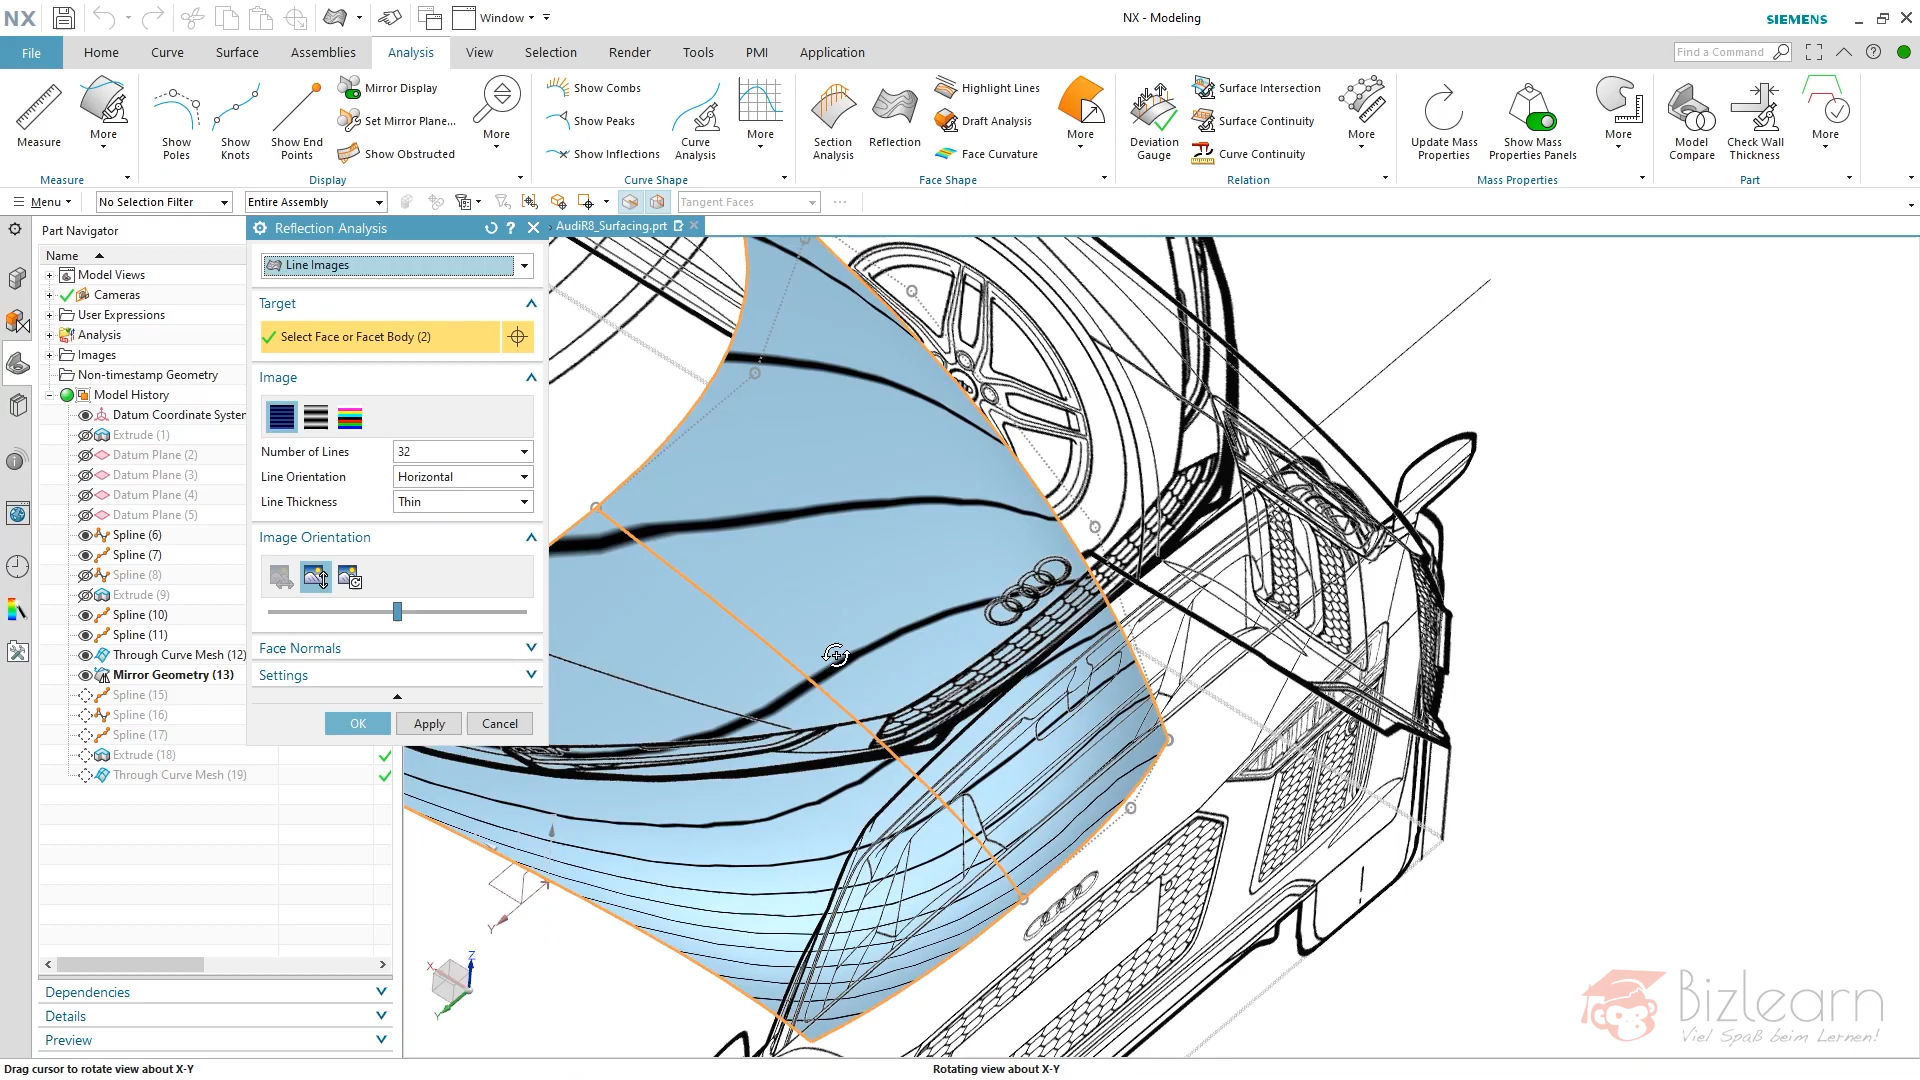 NX
Window
NX - Modeling
SIEMENS
File
Home
Curve
Surface
Assemblies
Analysis
View
Selection
Render
Tools
PMI
Application
Find a Command
Measure
More
Show Poles
Show Knots
Show End Points
Mirror Display
Set Mirror Plane...
Show Obstructed
More
Show Combs
Show Peaks
Show Inflections
Curve Analysis
More
Section Analysis
Reflection
Highlight Lines
Draft Analysis
Face Curvature
More
Deviation Gauge
Surface Intersection
Surface Continuity
Curve Continuity
More
Update Mass Properties
Show Mass Properties Panels
More
Model Compare
Check Wall Thickness
More
Measure
Display
Curve Shape
Face Shape
Relation
Mass Properties
Part
Menu
No Selection Filter
Entire Assembly
Tangent Faces
Part Navigator
Name
Model Views
Cameras
User Expressions
Analysis
Images
Non-timestamp Geometry
Model History
Datum Coordinate System
Extrude (1)
Datum Plane (2)
Datum Plane (3)
Datum Plane (4)
Datum Plane (5)
Spline (6)
Spline (7)
Spline (8)
Extrude (9)
Spline (10)
Spline (11)
Through Curve Mesh (12)
Mirror Geometry (13)
Spline (15)
Spline (16)
Spline (17)
Extrude (18)
Through Curve Mesh (19)
Dependencies
Details
Preview
Reflection Analysis
Line Images
Target
Select Face or Facet Body (2)
Image
Number of Lines 32
Line Orientation Horizontal
Line Thickness Thin
Image Orientation
Face Normals
Settings
OK Apply Cancel
AudiR8_Surfacing.prt
Y
X
Z
Y
Bizlearn
Viel Spaß beim Lernen!
Drag cursor to rotate view about X-Y
Rotating view about X-Y